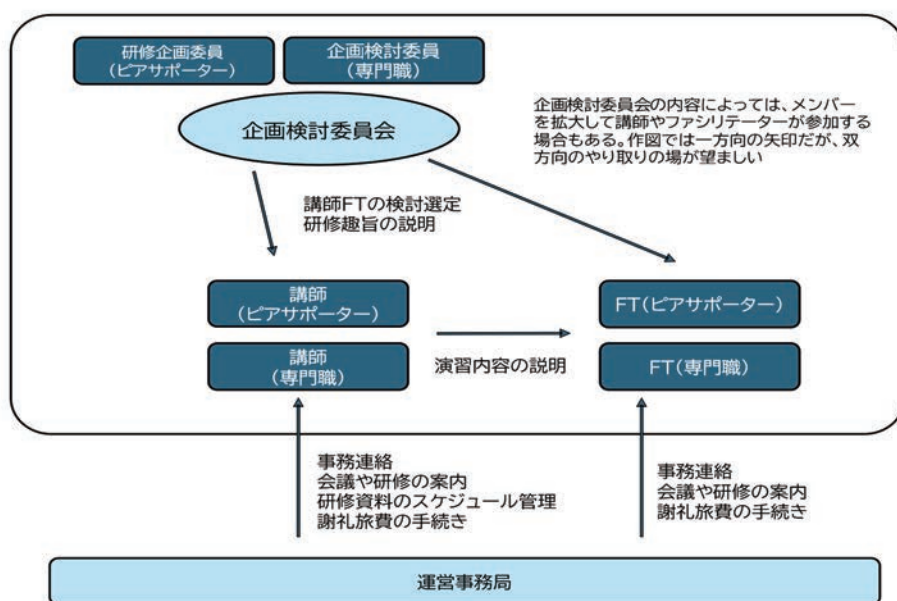 研修企画委員
(ピアサポーター)
企画検討委員
(専門職)
企画検討委員会
企画検討委員会の内容によっては、メンバー
を拡大して講師やファシリテーターが参加する
場合もある。作図では一方向の矢印だが、双
方向のやり取りの場が望ましい
講師FTの検討選定
研修趣旨の説明
講師
(ピアサポーター)
講師
(専門職)
演習内容の説明
FT(ピアサポーター)
FT(専門職)
事務連絡
会議や研修の案内
研修資料のスケジュール管理
謝礼旅費の手続き
事務連絡
会議や研修の案内
謝礼旅費の手続き
運営事務局